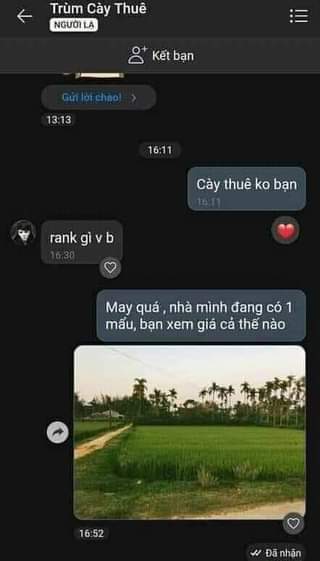 Trùm Cày Thuê
NGƯỜI LẠ
Kết bạn
Gửi lời chào!
13:13
16:11
Cày thuê ko bạn
16:11
rank gì v b
16:30
May quá , nhà mình đang có 1
mẩu, bạn xem giá cả thế nào
16:52
Đã nhận